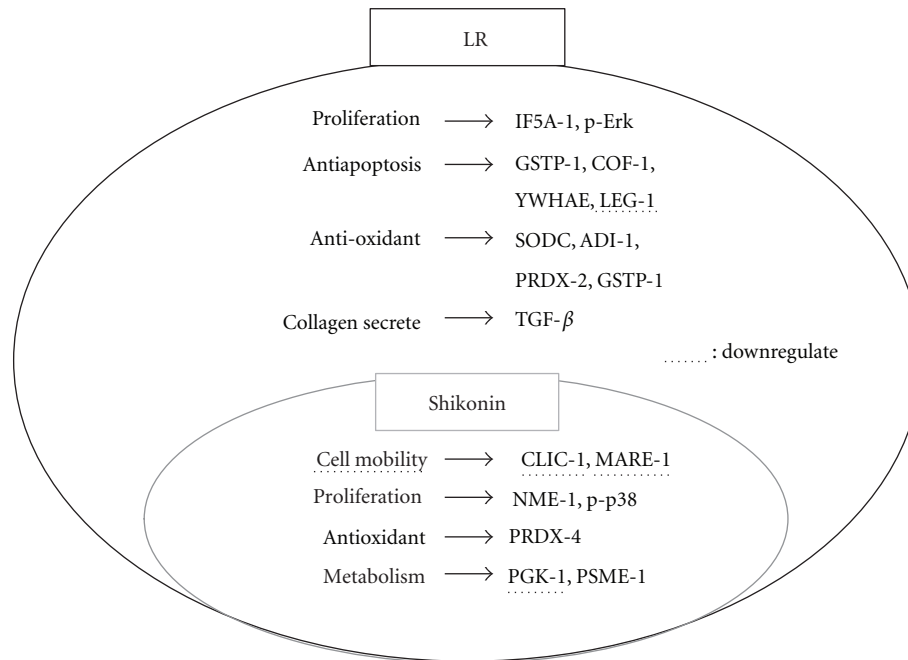 LR
Proliferation → IF5A-1, p-Erk
Antiapoptosis → GSTP-1, COF-1,
YWHAE, LEG-1
Anti-oxidant → SODC, ADI-1,
PRDX-2, GSTP-1
Collagen secrete → TGF-β
: downregulate
Shikonin
Cell mobility → CLIC-1, MARE-1
Proliferation → NME-1, p-p38
Antioxidant → PRDX-4
Metabolism → PGK-1, PSME-1